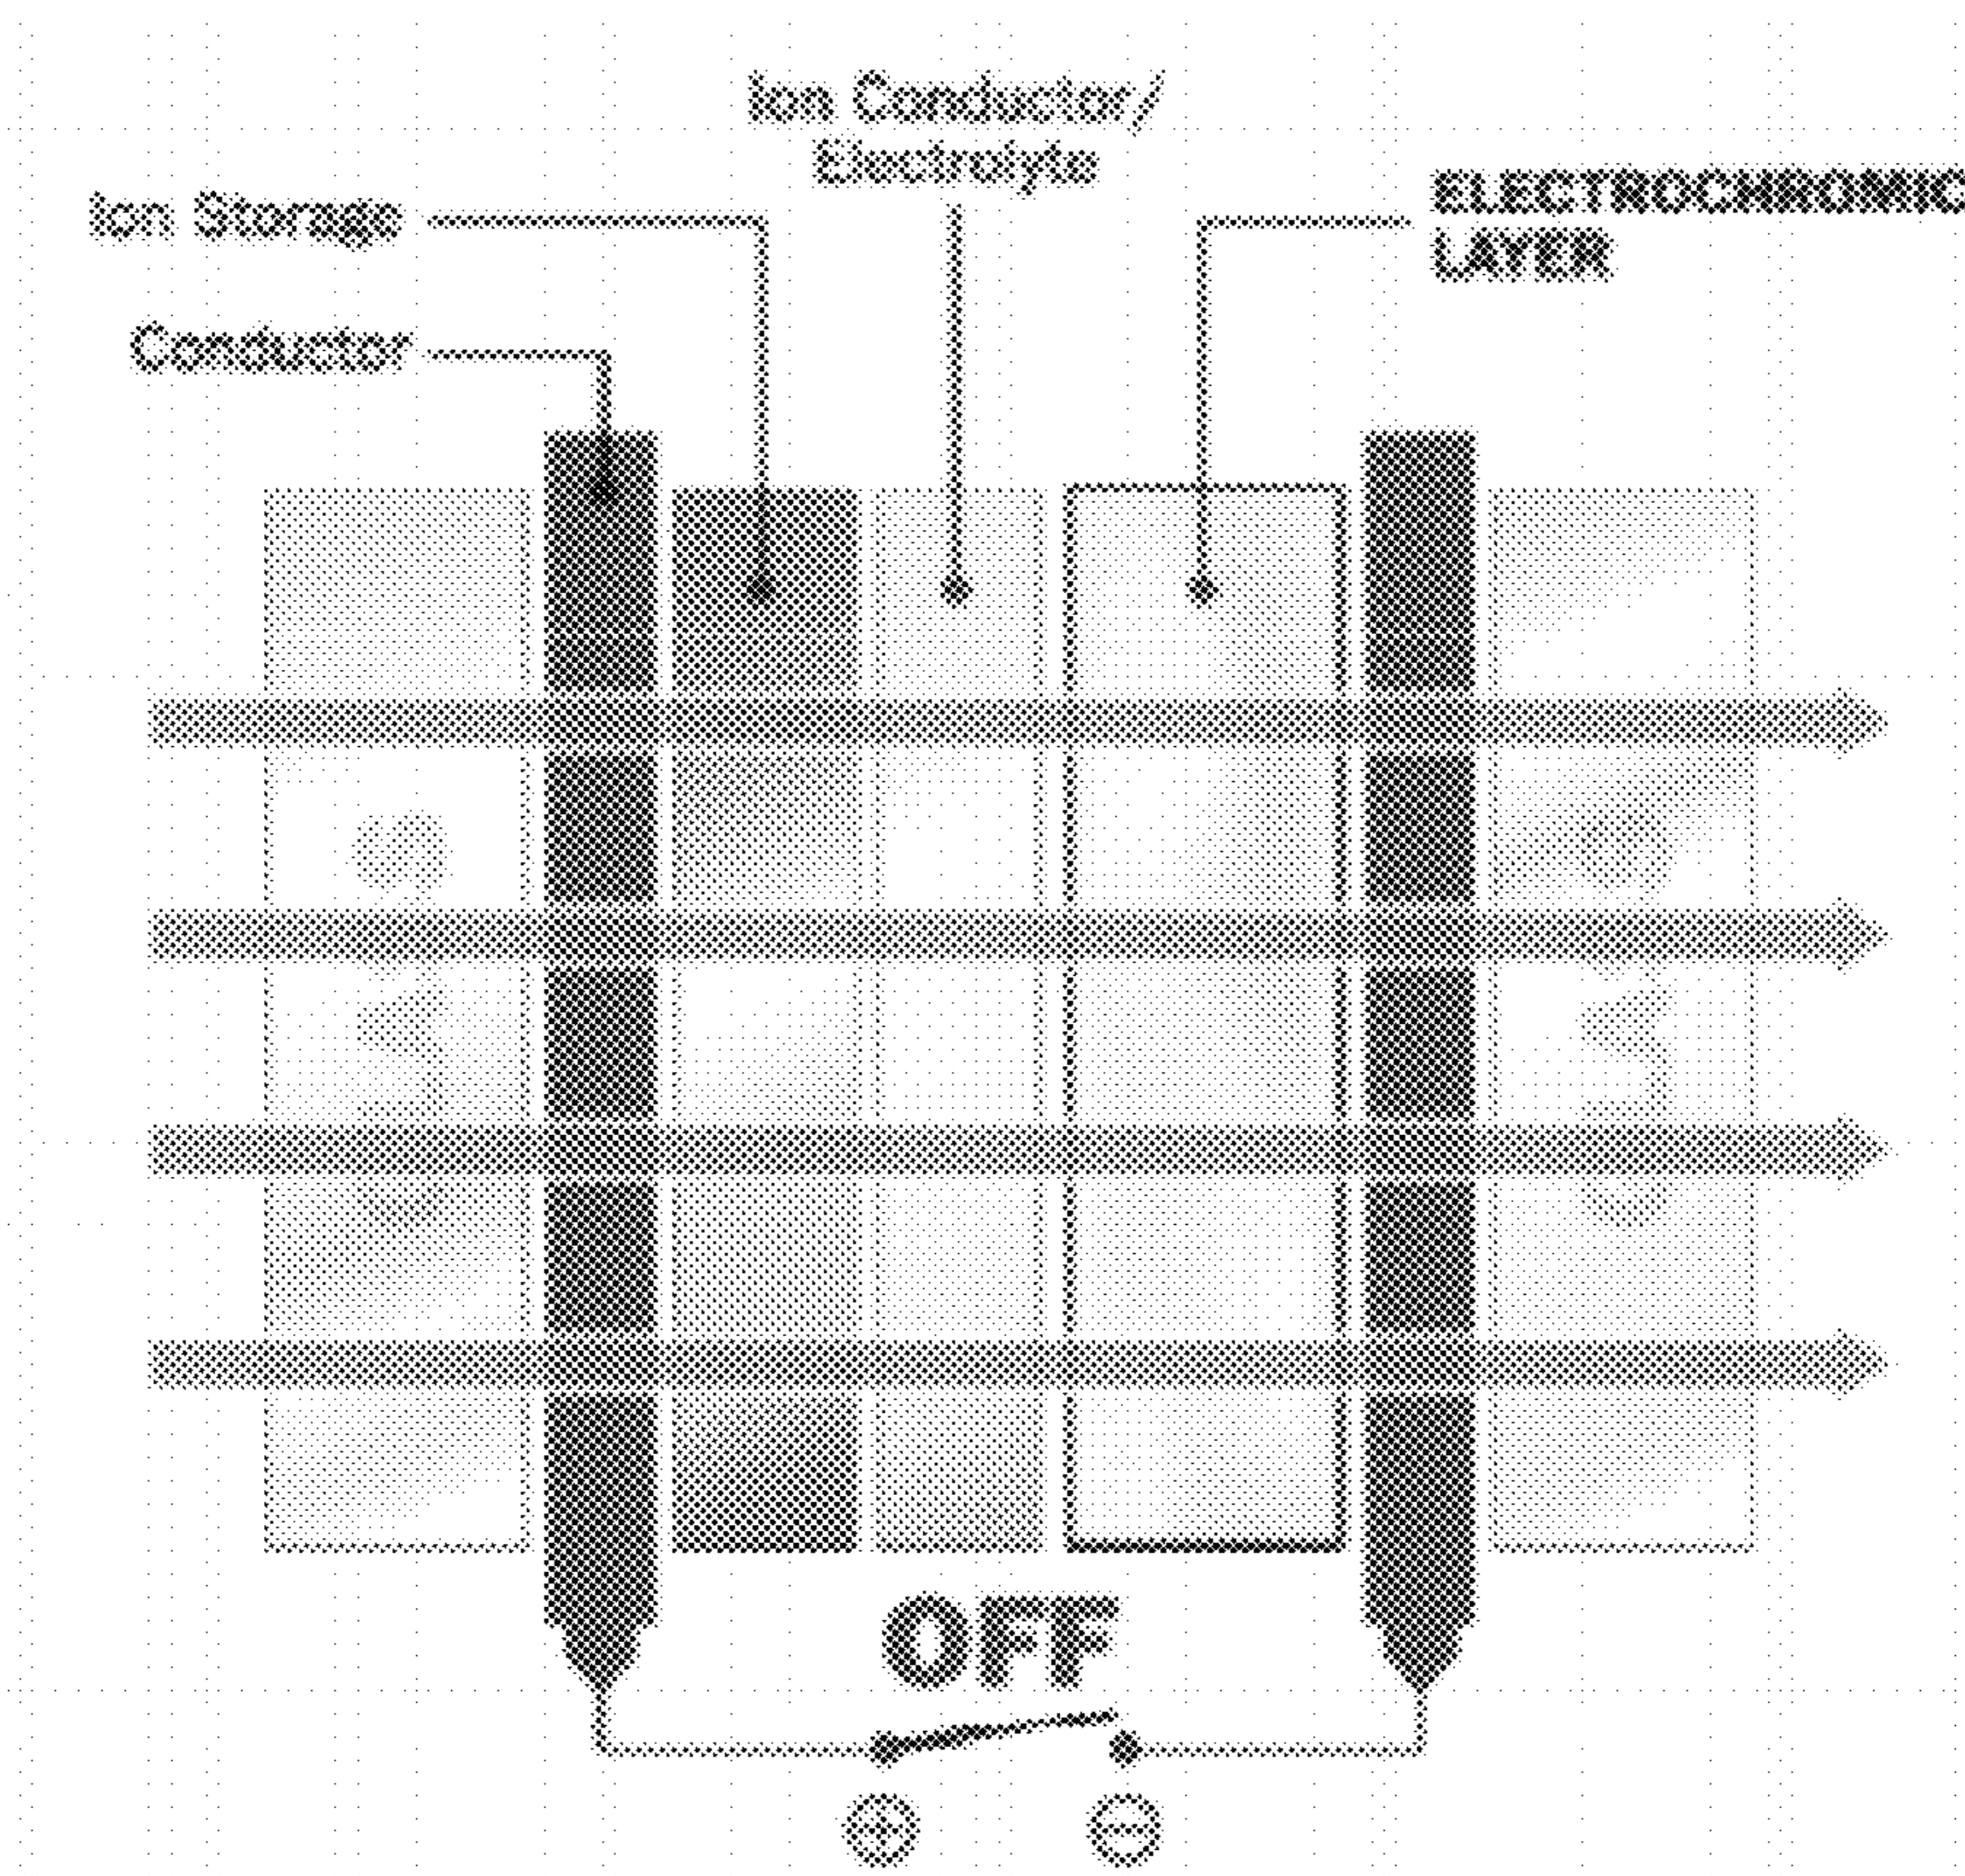 Ion Conductor/
Electrolyte
Ion Storage
ELECTROCHROMIC
LAYER
Conductor
OFF
+
−